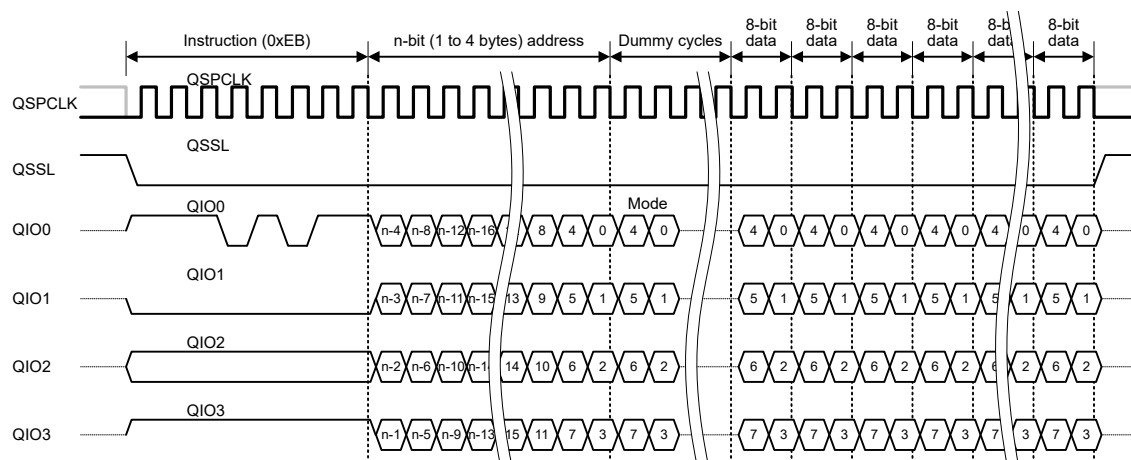 8-bit data 8-bit data 8-bit data 8-bit data 8-bit data 8-bit data
Instruction (0xEB) n-bit (1 to 4 bytes) address Dummy cycles
QSPCLK
QSPCLK
QSSL
QSSL
QIO0 Mode
QIO0 n-4 n-8 n-12 n-16 8 4 0 4 0 4 0 4 0 4 0 4 0 4 0 4 0
QIO1
QIO1 n-3 n-7 n-11 n-15 13 9 5 1 5 1 5 1 5 1 5 1 5 1 5 1 5 1
QIO2
QIO2 n-2 n-6 n-10 14 10 6 2 6 2 6 2 6 2 6 2 6 2 6 2 6 2
QIO3
QIO3 n-1 n-5 n-9 n-13 15 11 7 3 7 3 7 3 7 3 7 3 7 3 7 3 7 3